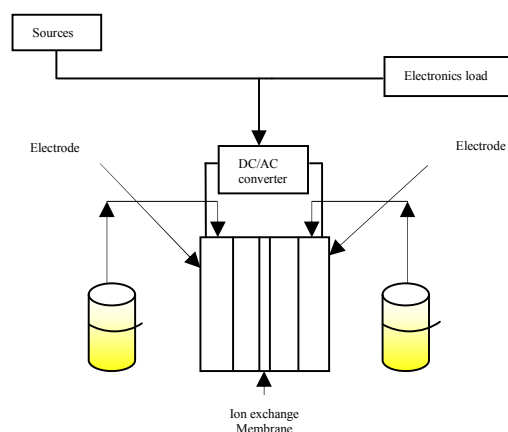 Sources
Electronics load
Electrode
DC/AC
converter
Electrode
Ion exchange
Membrane